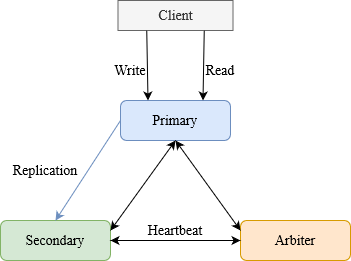 Client
Write
Read
Primary
Replication
Heartbeat
Secondary
Arbiter